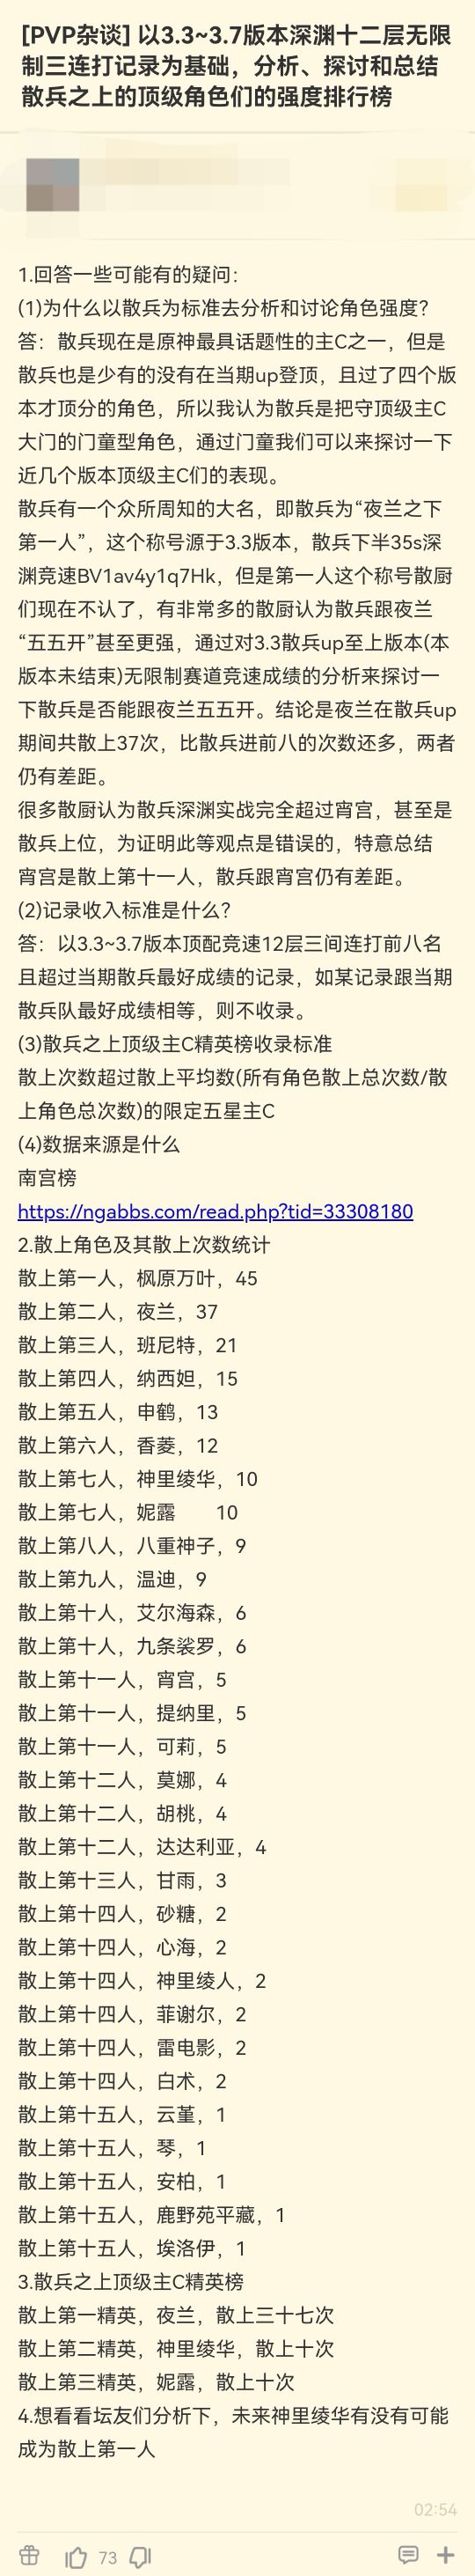 [PVP杂谈] 以3.3~3.7版本深渊十二层无限
制三连打记录为基础，分析、探讨和总结
散兵之上的顶级角色们的强度排行榜
1.回答一些可能有的疑问：
(1)为什么以散兵为标准去分析和讨论角色强度？
答：散兵现在是原神最具话题性的主C之一，但是
散兵也是少有的没有在当期up登顶，且过了四个版
本才顶分的角色，所以我认为散兵是把守顶级主C
大门的门童型角色，通过门童我们可以来探讨一下
近几个版本顶级主C们的表现。
散兵有一个众所周知的大名，即散兵为“夜兰之下
第一人”，这个称号源于3.3版本，散兵下半35s深
渊竞速BV1av4y1q7Hk，但是第一人这个称号散厨
们现在不认了，有非常多的散厨认为散兵跟夜兰
“五五开”甚至更强，通过对3.3散兵up至上版本(本
版本未结束)无限制赛道竞速成绩的分析来探讨一
下散兵是否能跟夜兰五五开。结论是夜兰在散兵up
期间共散上37次，比散兵进前八的次数还多，两者
仍有差距。
很多散厨认为散兵深渊实战完全超过宵宫，甚至是
散兵上位，为证明此等观点是错误的，特意总结
宵宫是散上第十一人，散兵跟宵宫仍有差距。
(2)记录收入标准是什么？
答：以3.3~3.7版本顶配竞速12层三间连打前八名
且超过当期散兵最好成绩的记录，如某记录跟当期
散兵队最好成绩相等，则不收录。
(3)散兵之上顶级主C精英榜收录标准
散上次数超过散上平均数(所有角色散上总次数/散
上角色总次数)的限定五星主C
(4)数据来源是什么
南宫榜
https://ngabbs.com/read.php?tid=33308180
2.散上角色及其散上次数统计
散上第一人，枫原万叶，45
散上第二人，夜兰，37
散上第三人，班尼特，21
散上第四人，纳西妲，15
散上第五人，申鹤，13
散上第六人，香菱，12
散上第七人，神里绫华，10
散上第七人，妮露 10
散上第八人，八重神子，9
散上第九人，温迪，9
散上第十人，艾尔海森，6
散上第十人，九条裟罗，6
散上第十一人，宵宫，5
散上第十一人，提纳里，5
散上第十一人，可莉，5
散上第十二人，莫娜，4
散上第十二人，胡桃，4
散上第十二人，达达利亚，4
散上第十三人，甘雨，3
散上第十四人，砂糖，2
散上第十四人，心海，2
散上第十四人，神里绫人，2
散上第十四人，菲谢尔，2
散上第十四人，雷电影，2
散上第十四人，白术，2
散上第十五人，云堇，1
散上第十五人，琴，1
散上第十五人，安柏，1
散上第十五人，鹿野苑平藏，1
散上第十五人，埃洛伊，1
3.散兵之上顶级主C精英榜
散上第一精英，夜兰，散上三十七次
散上第二精英，神里绫华，散上十次
散上第三精英，妮露，散上十次
4.想看看坛友们分析下，未来神里绫华有没有可能
成为散上第一人
02:54
73